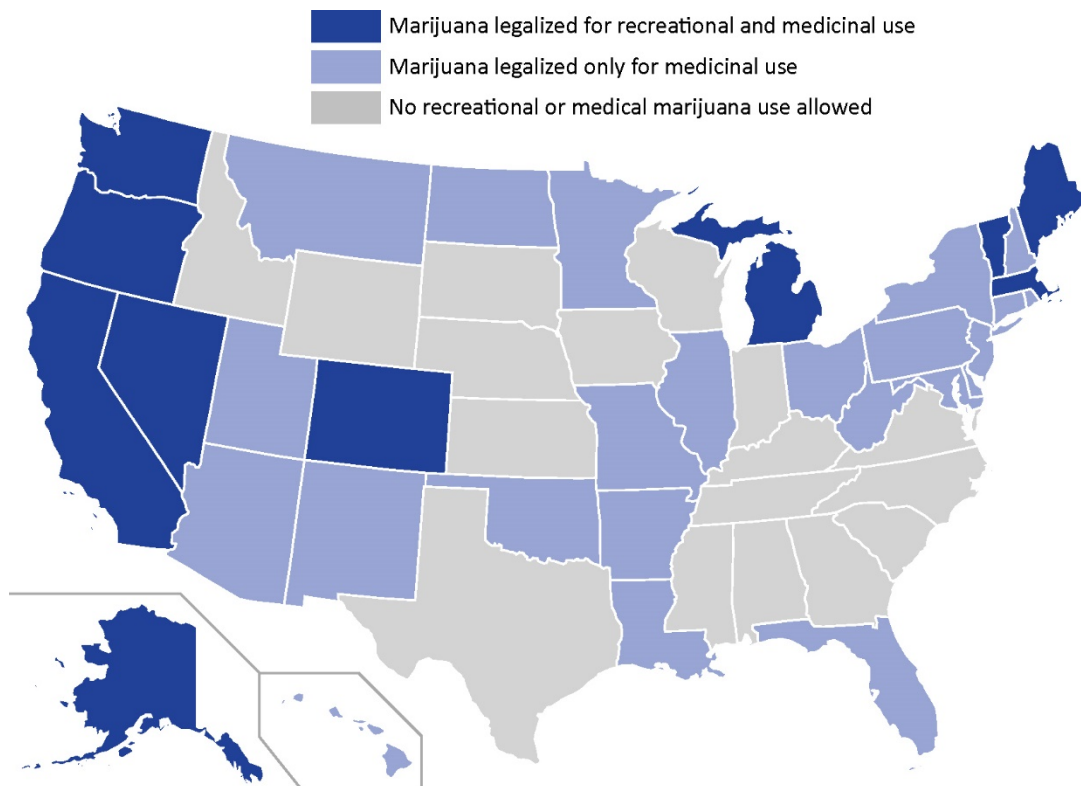 Marijuana legalized for recreational and medicinal use
Marijuana legalized only for medicinal use
No recreational or medical marijuana use allowed